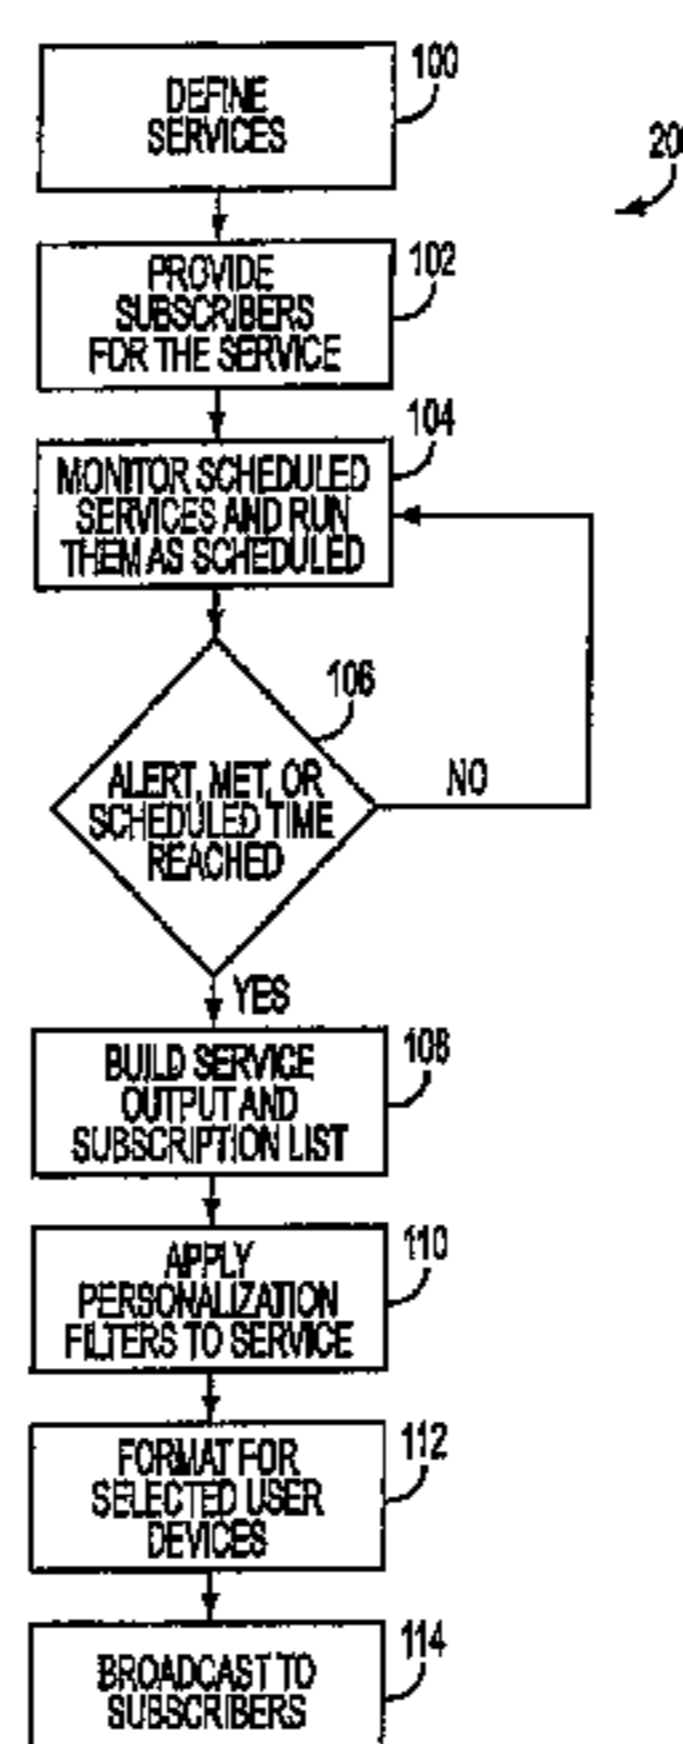 100
DEFINE
SERVICES
102
PROVIDE
SUBSCRIBERS
FOR THE SERVICE
104
MONITOR SCHEDULED
SERVICES AND RUN
THEM AS SCHEDULED
106
ALERT, MET, OR
SCHEDULED TIME
REACHED
NO
YES
108
BUILD SERVICE
OUTPUT AND
SUBSCRIPTION LIST
110
APPLY
PERSONALIZATION
FILTERS TO SERVICE
112
FORMAT FOR
SELECTED USER
DEVICES
114
BROADCAST TO
SUBSCRIBERS